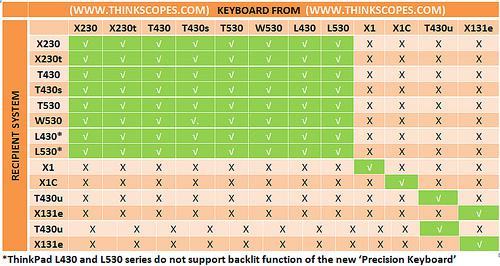 (WWW.THINKSCOPES.COM) KEYBOARD FROM (WWW.THINKSCOPES.COM)
X230 X230t T430 T430s T530 W530 L430 L530 X1 X1C T430u X131e
RECIPIENT SYSTEM
X230 √ √ √ √ √ √ √ √ X X X X
X230t √ √ √ √ √ √ √ √ X X X X
T430 √ √ √ √ √ √ √ √ X X X X
T430s √ √ √ √ √ √ √ √ X X X X
T530 √ √ √ √ √ √ √ √ X X X X
W530 √ √ √ √. √ √ √ √ X X X X
L430* √ √ √ √ √ √ √ √ X X X X
L530* √ √ √ √ √ √ √ √ X X X X
X1 X X X X X X X X √ X X X
X1C X X X X X X X X X √ X X
T430u X X X X X X X X X X √ X
X131e X X X X X X X X X X X √
T430u X X X X X X X X X X √ X
X131e X X X X X X X X X X X √
*ThinkPad L430 and L530 series do not support backlit function of the new ‘Precision Keyboard’